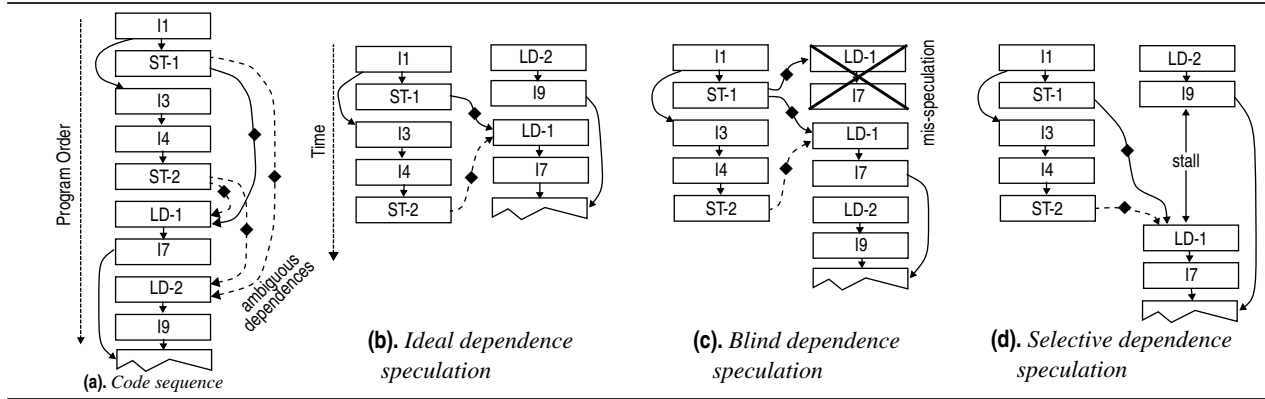 Program Order
I1
ST-1
I3
I4
ST-2
LD-1
I7
LD-2
I9
ambiguous
dependences
(a). Code sequence
Time
I1
ST-1
I3
I4
ST-2
LD-2
I9
LD-1
I7
(b). Ideal dependence
speculation
I1
ST-1
I3
I4
ST-2
LD-1
I7
mis-speculation
LD-1
I7
LD-2
I9
(c). Blind dependence
speculation
I1
ST-1
I3
I4
ST-2
LD-2
I9
stall
LD-1
I7
(d). Selective dependence
speculation